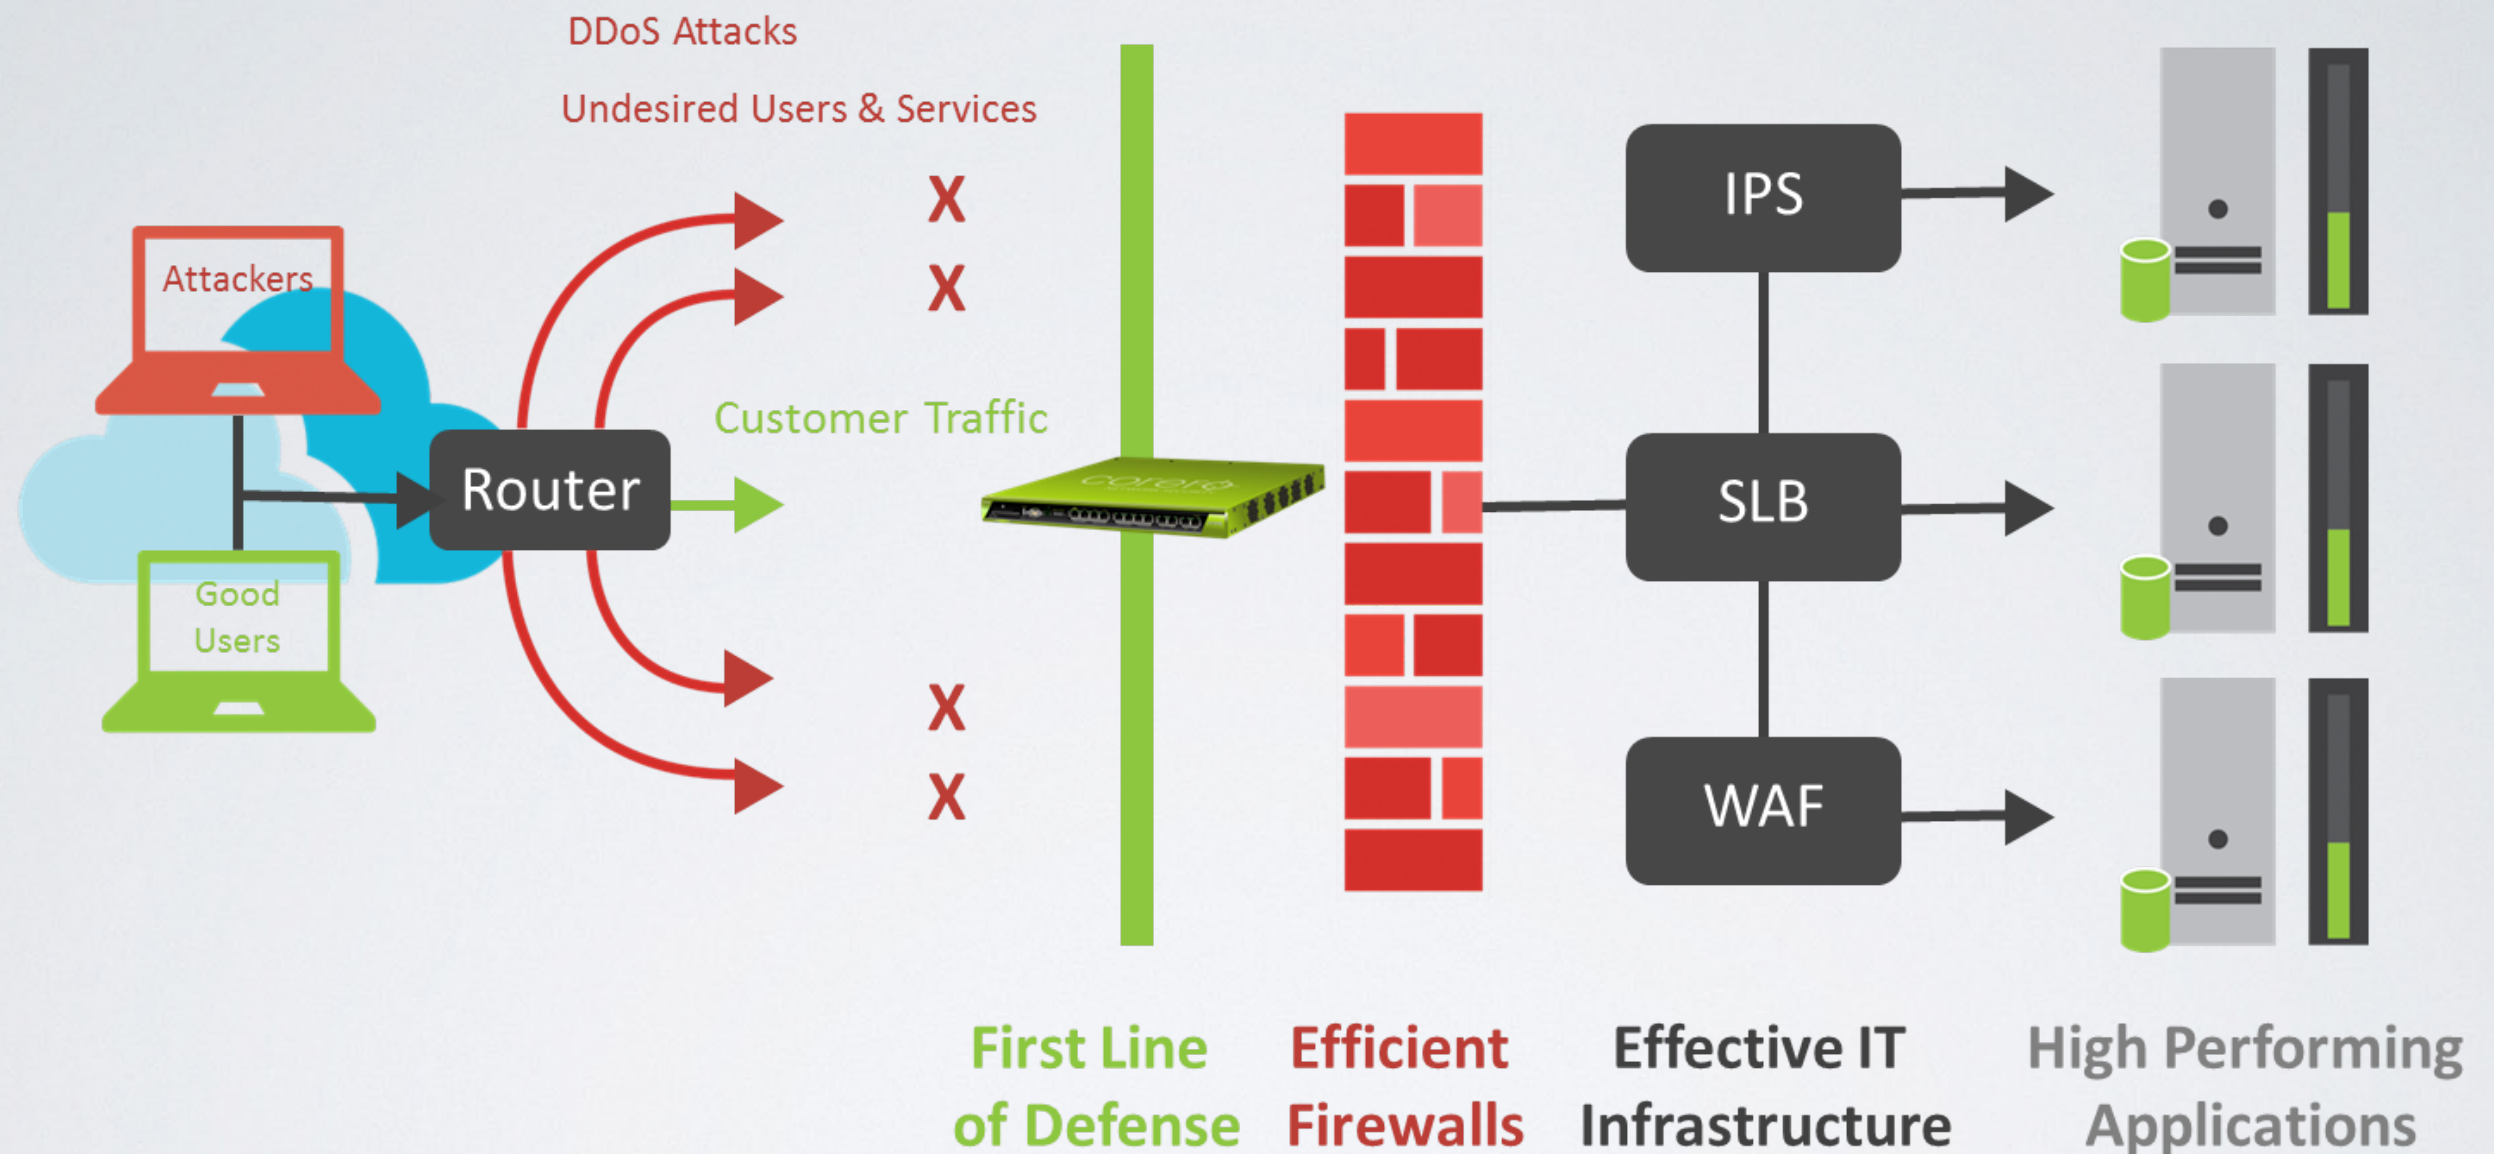 DDoS Attacks
Undesired Users & Services
X
X
Attackers
Customer Traffic
Router
Good
Users
X
X
corero
IPS
SLB
WAF
First Line
of Defense
Efficient
Firewalls
Effective IT
Infrastructure
High Performing
Applications